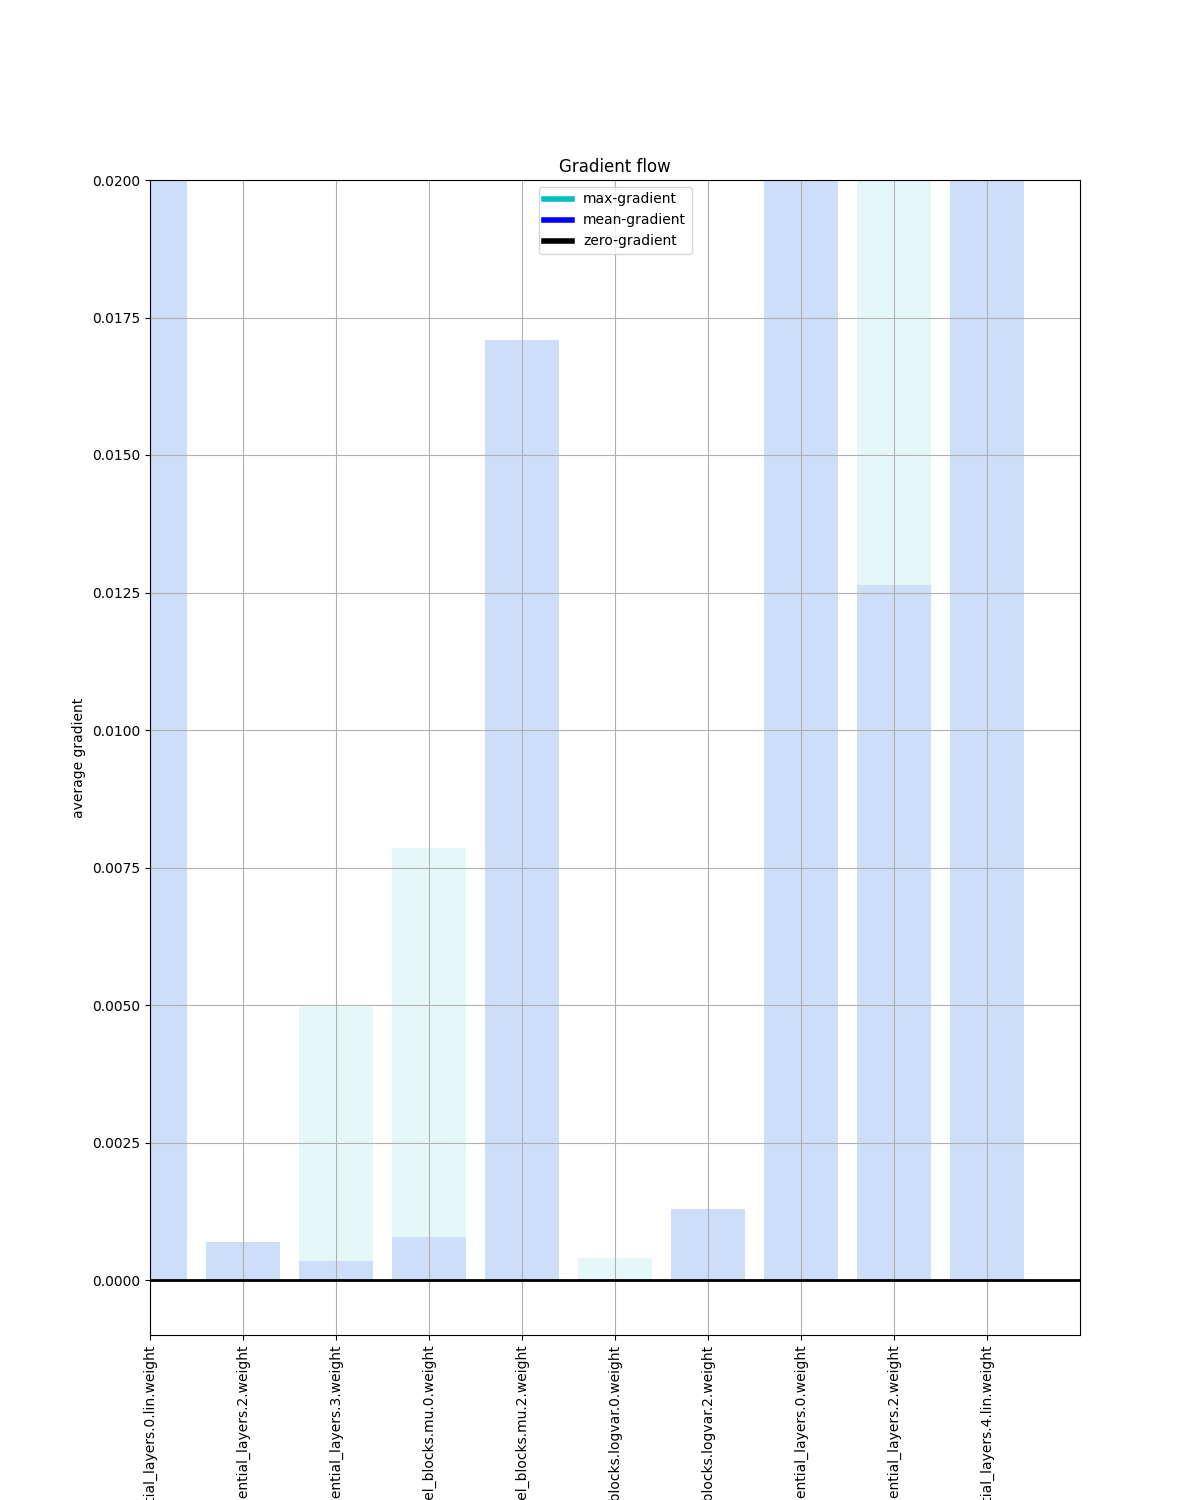 Gradient flow
max-gradient
mean-gradient
zero-gradient
0.0200
0.0175
0.0150
0.0125
0.0100
0.0075
0.0050
0.0025
0.0000
average gradient
tial_layers.0.lin.weight
ential_layers.2.weight
ential_layers.3.weight
el_blocks.mu.0.weight
el_blocks.mu.2.weight
blocks.logvar.0.weight
blocks.logvar.2.weight
ential_layers.0.weight
ential_layers.2.weight
tial_layers.4.lin.weight